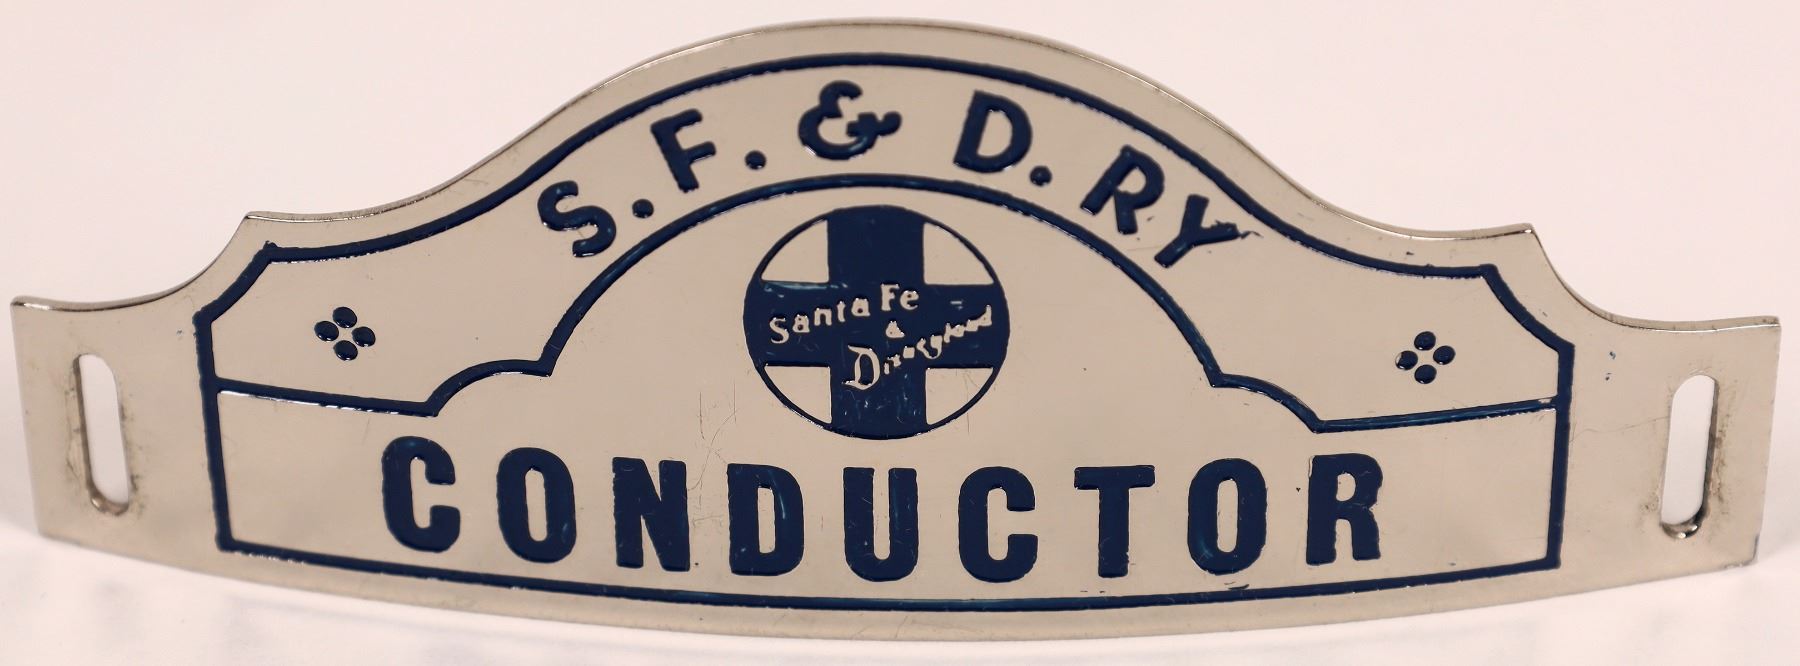 S.F. & D.RY
Santa Fe
&
Disneyland
CONDUCTOR